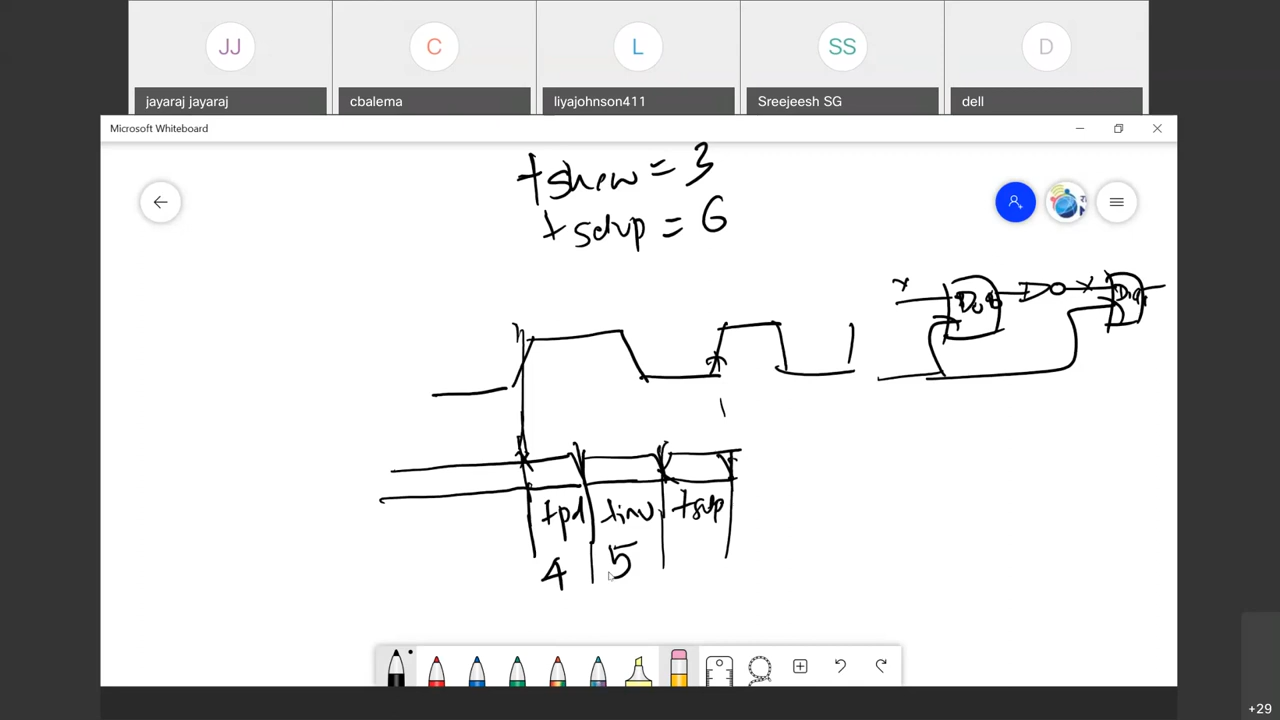 JJ
C
L
SS
D
jayaraj jayaraj
cbalema
liyajohnson411
Sreejeesh SG
dell
Microsoft Whiteboard
tskew = 3
tsetup = 6
tpd tinv tsup
4 5
+29